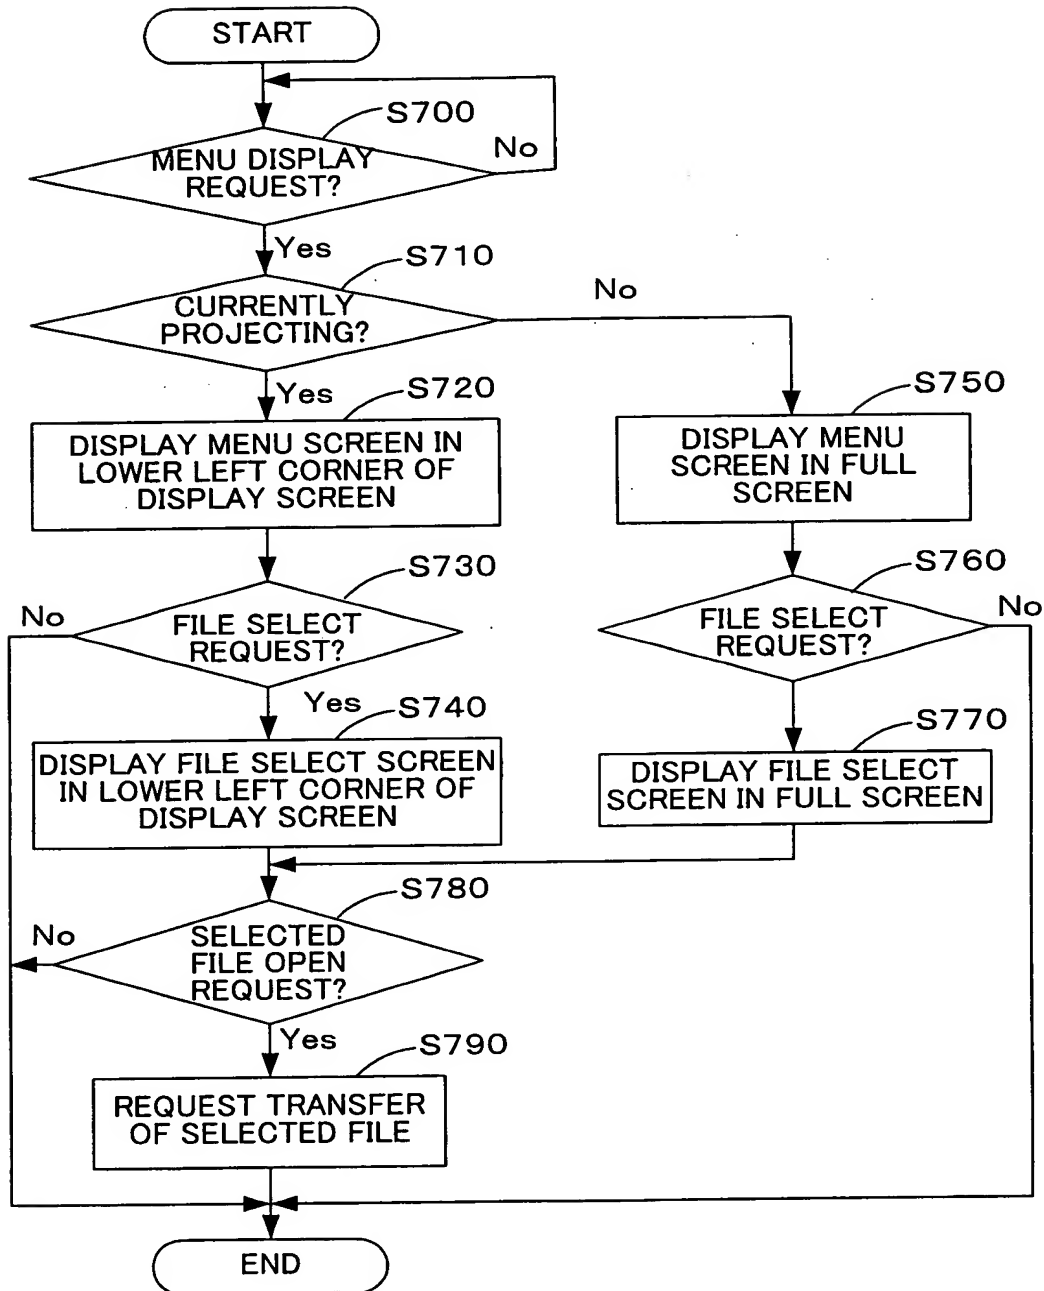 START
S700
No
MENU DISPLAY
REQUEST?
Yes
S710
No
CURRENTLY
PROJECTING?
Yes
S720
S750
DISPLAY MENU SCREEN IN
LOWER LEFT CORNER OF
DISPLAY SCREEN
DISPLAY MENU
SCREEN IN FULL
SCREEN
S730
S760
No
FILE SELECT
REQUEST?
FILE SELECT
REQUEST?
No
Yes
S740
S770
DISPLAY FILE SELECT SCREEN
IN LOWER LEFT CORNER OF
DISPLAY SCREEN
DISPLAY FILE SELECT
SCREEN IN FULL SCREEN
S780
No
SELECTED
FILE OPEN
REQUEST?
Yes
S790
REQUEST TRANSFER
OF SELECTED FILE
END